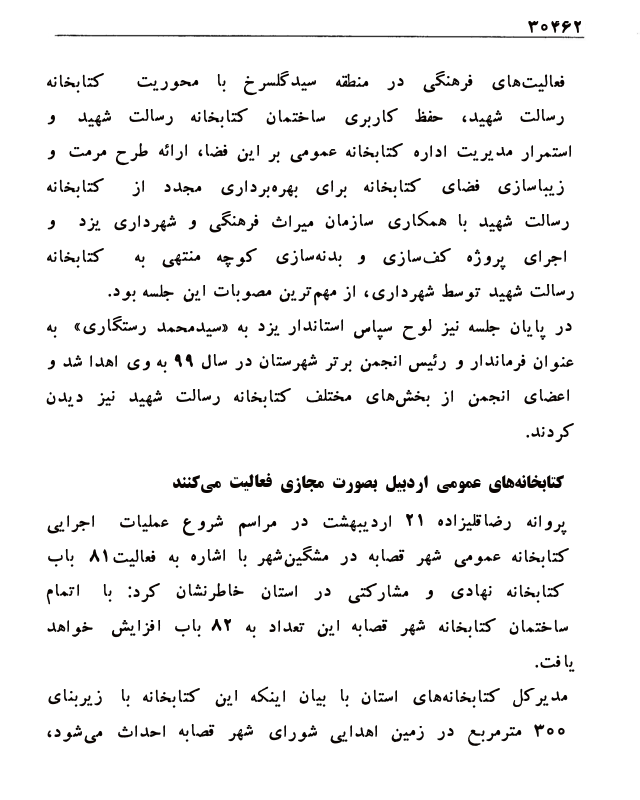 ۳۰۴۶۲
فعالیت‌های فرهنگی در منطقه سیدگلسرخ با محوریت کتابخانه
رسالت شهید، حفظ کاربری ساختمان کتابخانه رسالت شهید و
استمرار مدیریت اداره کتابخانه عمومی بر این فضا، ارائه طرح مرمت و
زیباسازی فضای کتابخانه برای بهره‌برداری مجدد از کتابخانه
رسالت شهید با همکاری سازمان میراث فرهنگی و شهرداری یزد و
اجرای پروژه کف‌سازی و بدنه‌سازی کوچه منتهی به کتابخانه
رسالت شهید توسط شهرداری، از مهم‌ترین مصوبات این جلسه بود.
در پایان جلسه نیز لوح سپاس استاندار یزد به «سیدمحمد رستگاری» به
عنوان فرماندار و رئیس انجمن برتر شهرستان در سال ۹۹ به وی اهدا شد و
اعضای انجمن از بخش‌های مختلف کتابخانه رسالت شهید نیز دیدن
کردند.
کتابخانه‌های عمومی اردبیل بصورت مجازی فعالیت می‌کنند
پروانه رضاقلیزاده ۲۱ اردیبهشت در مراسم شروع عملیات اجرایی
کتابخانه عمومی شهر قصابه در مشگین‌شهر با اشاره به فعالیت۸۱ باب
کتابخانه نهادی و مشارکتی در استان خاطرنشان کرد: با اتمام
ساختمان کتابخانه شهر قصابه این تعداد به ۸۲ باب افزایش خواهد
یافت.
مدیرکل کتابخانه‌های استان با بیان اینکه این کتابخانه با زیربنای
۳۰۰ مترمربع در زمین اهدایی شورای شهر قصابه احداث می‌شود،